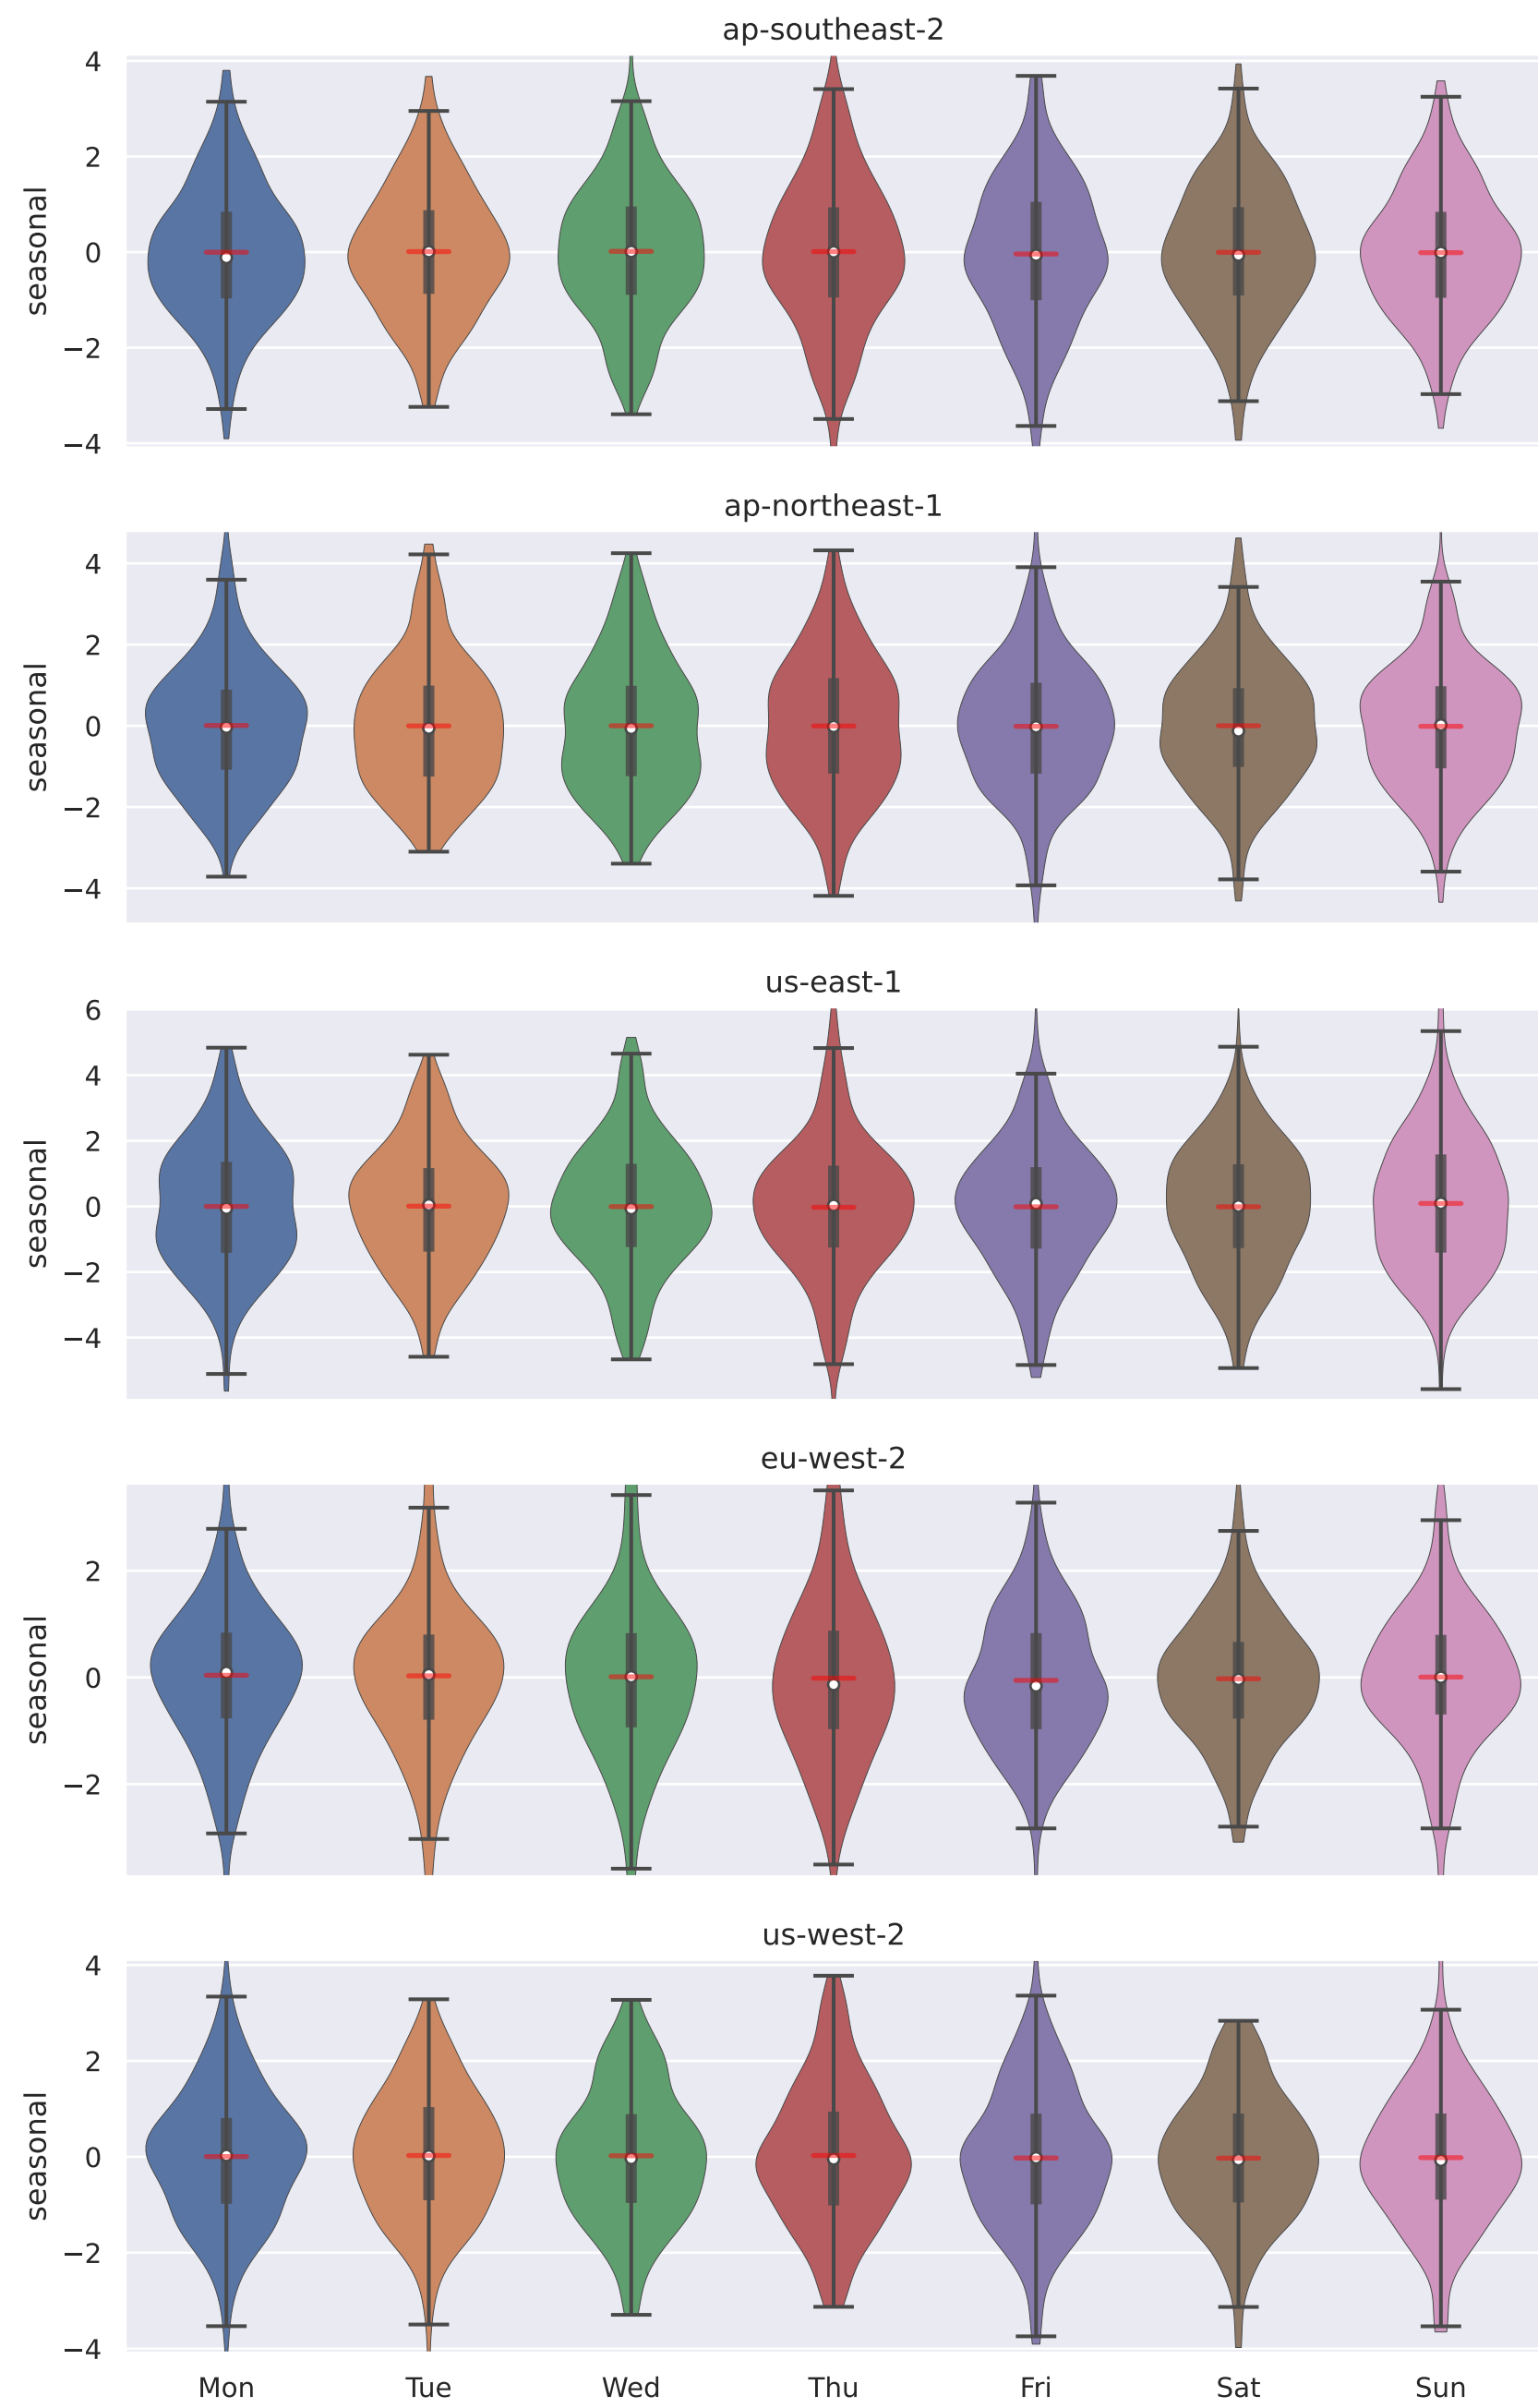 ap-southeast-2
4
2
0
−2
−4
seasonal
ap-northeast-1
4
2
0
−2
−4
seasonal
us-east-1
6
4
2
0
−2
−4
seasonal
eu-west-2
2
0
−2
seasonal
us-west-2
4
2
0
−2
−4
seasonal
Mon Tue Wed Thu Fri Sat Sun